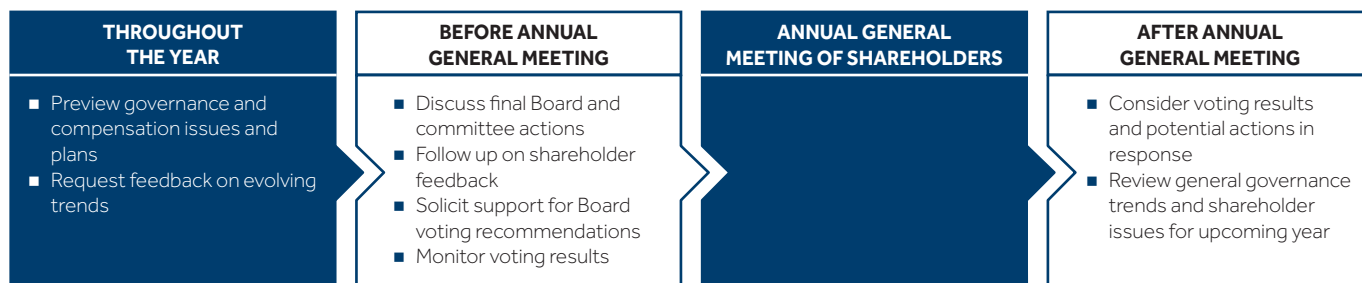 THROUGHOUT
THE YEAR
■ Preview governance and
compensation issues and
plans
■ Request feedback on evolving
trends
BEFORE ANNUAL
GENERAL MEETING
■ Discuss final Board and
committee actions
■ Follow up on shareholder
feedback
■ Solicit support for Board
voting recommendations
■ Monitor voting results
ANNUAL GENERAL
MEETING OF SHAREHOLDERS
AFTER ANNUAL
GENERAL MEETING
■ Consider voting results
and potential actions in
response
■ Review general governance
trends and shareholder
issues for upcoming year